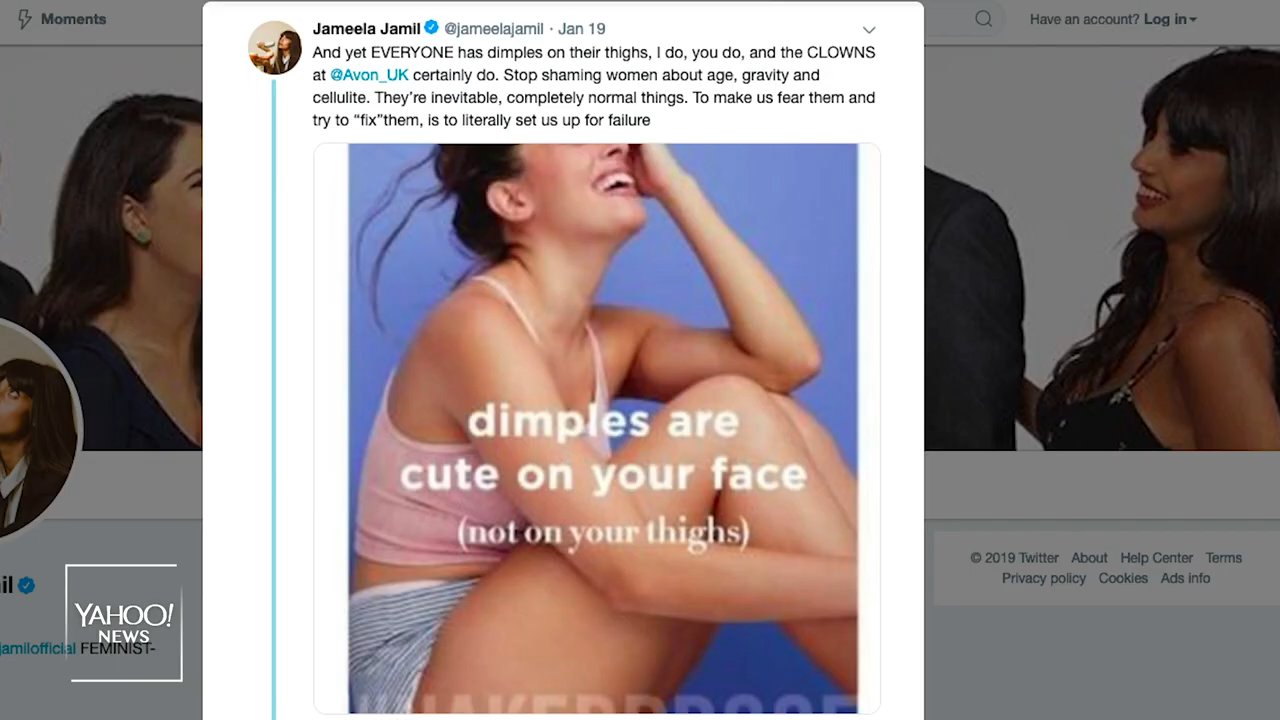 Moments
Have an account? Log in
Jameela Jamil @jameelajamil · Jan 19
And yet EVERYONE has dimples on their thighs, I do, you do, and the CLOWNS
at @Avon_UK certainly do. Stop shaming women about age, gravity and
cellulite. They're inevitable, completely normal things. To make us fear them and
try to "fix"them, is to literally set us up for failure
dimples are
cute on your face
(not on your thighs)
© 2019 Twitter About Help Center Terms
Privacy policy Cookies Ads info
il
YAHOO!
NEWS
jamilofficial FEMINIST-